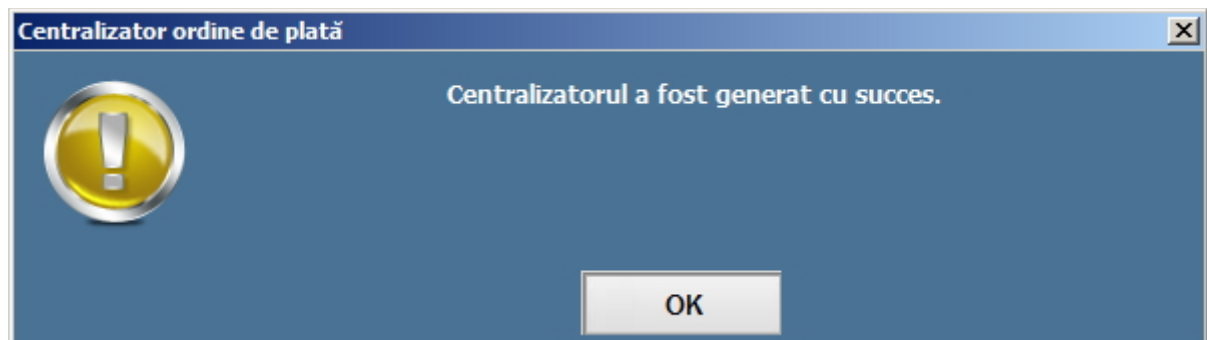 Centralizator ordine de plată
Centralizatorul a fost generat cu succes.
OK